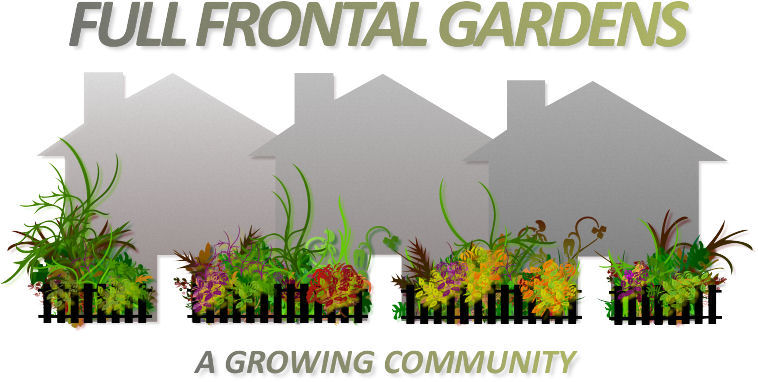 FULL FRONTAL GARDENS
A GROWING COMMUNITY